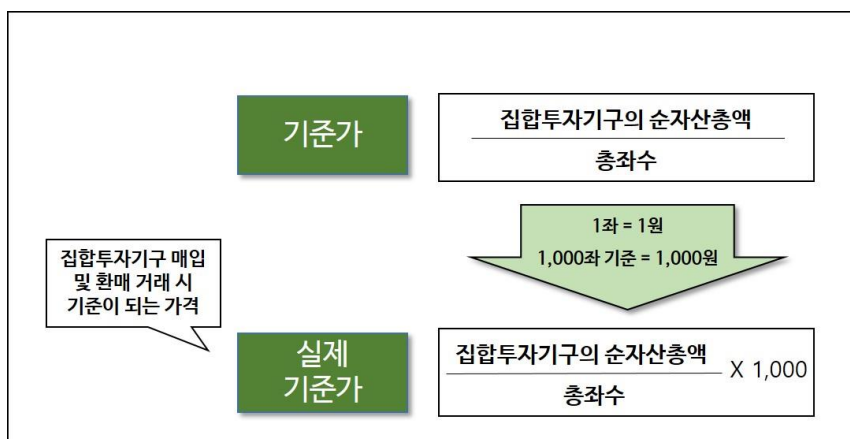 기준가
집합투자기구의 순자산총액
총좌수
1좌 = 1원
1,000좌 기준 = 1,000원
집합투자기구 매입
및 환매 거래 시
기준이 되는 가격
실제
기준가
집합투자기구의 순자산총액
총좌수
X 1,000